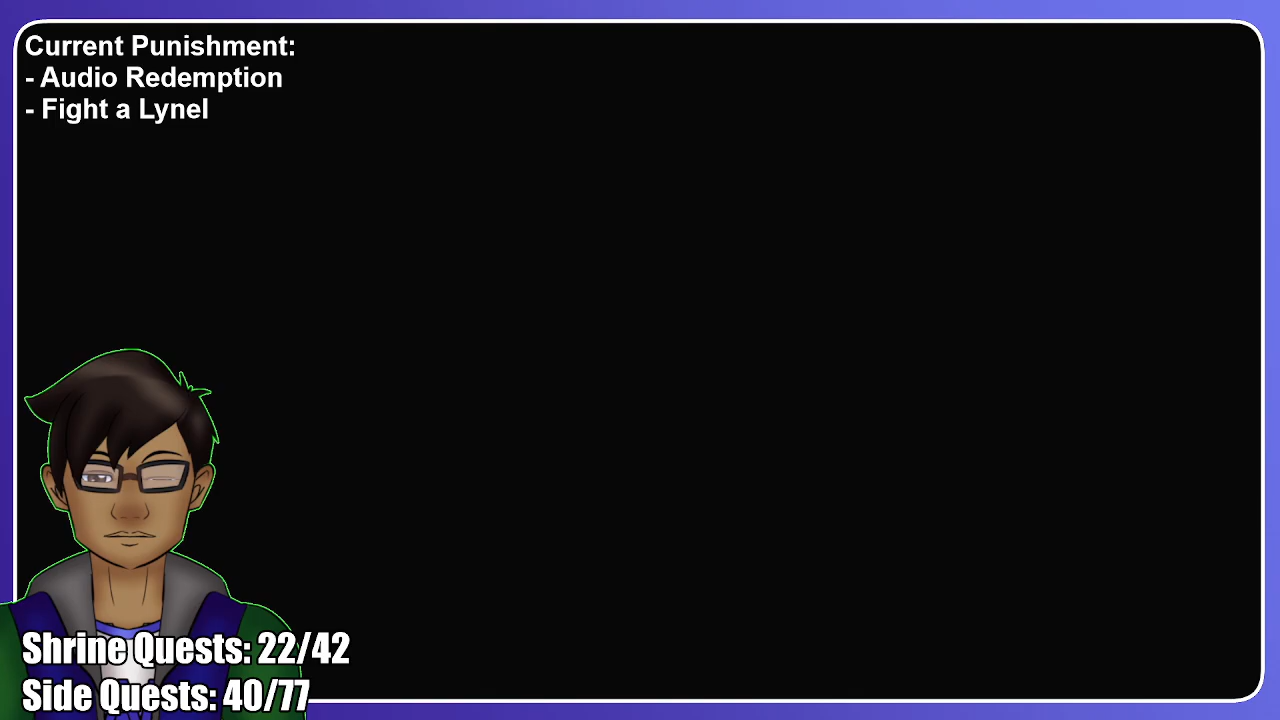 Current Punishment:
- Audio Redemption
- Fight a Lynel
Shrine Quests: 22/42
Side Quests: 40/77